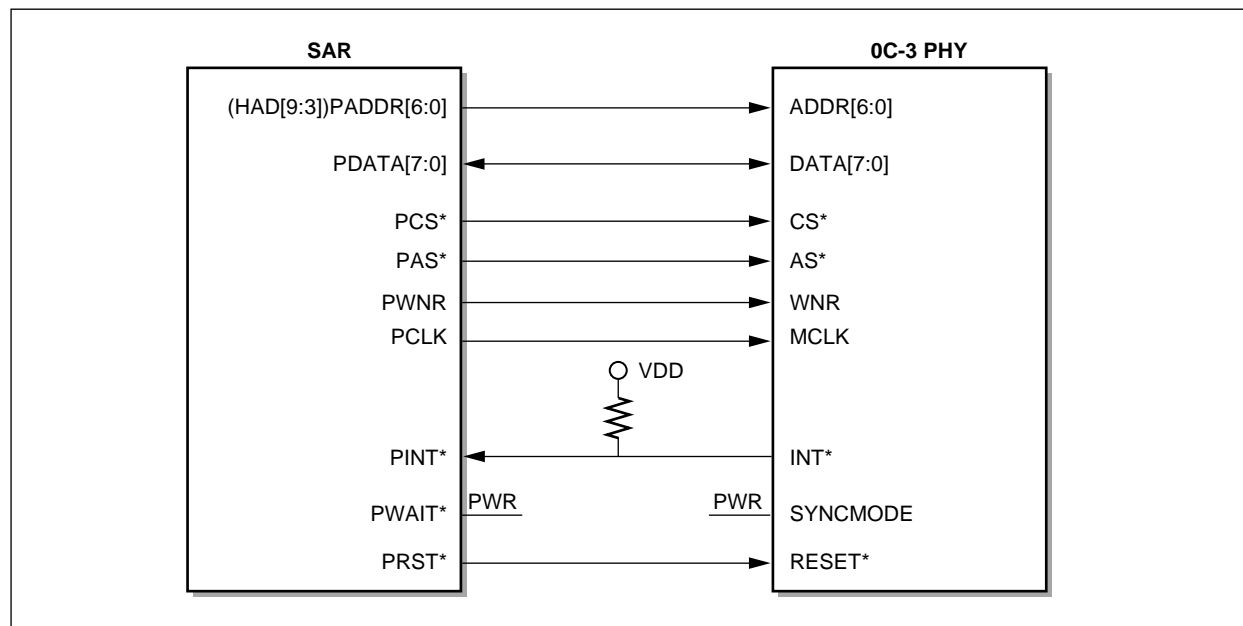 SAR
0C-3 PHY
(HAD[9:3])PADDR[6:0]
ADDR[6:0]
PDATA[7:0]
DATA[7:0]
PCS*
CS*
PAS*
AS*
PWNR
WNR
PCLK
MCLK
VDD
PINT*
INT*
PWAIT*
PWR
PWR
SYNCMODE
PRST*
RESET*